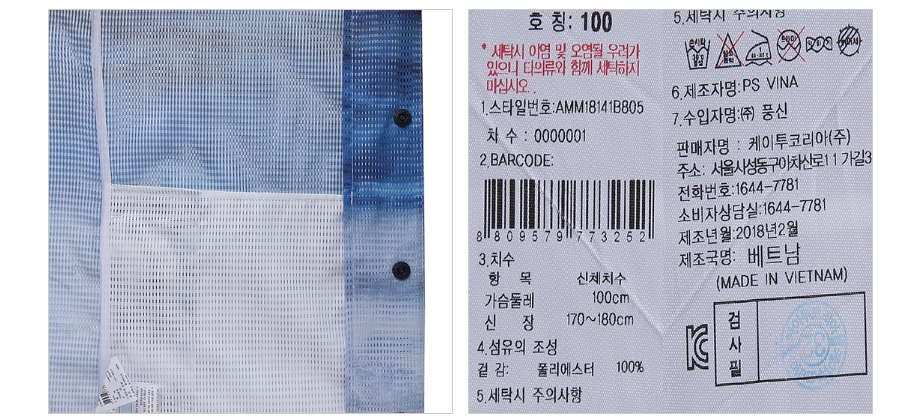 호 칭: 100
* 세탁시 이염 및 오염될 우려가
있으니 타의류와 함께 세탁하지
마십시오.
1.스타일번호:AMM18141B805
차 수 : 0000001
2.BARCODE:
8 809579 773252
3.치수
항 목 신체치수
가슴둘레 100cm
신 장 170~180cm
4.섬유의 조성
겉 감: 폴리에스터 100%
5.세탁시 주의사항
5.세탁시 주의사항
6.제조자명:PS VINA
7.수입자명:㈜ 풍신
판매자명 : 케이투코리아(주)
주소: 서울시성동구아차산로11가길3
전화번호:1644-7781
소비자상담실:1644-7781
제조년월:2018년2월
제조국명: 베트남
(MADE IN VIETNAM)
검
사
필